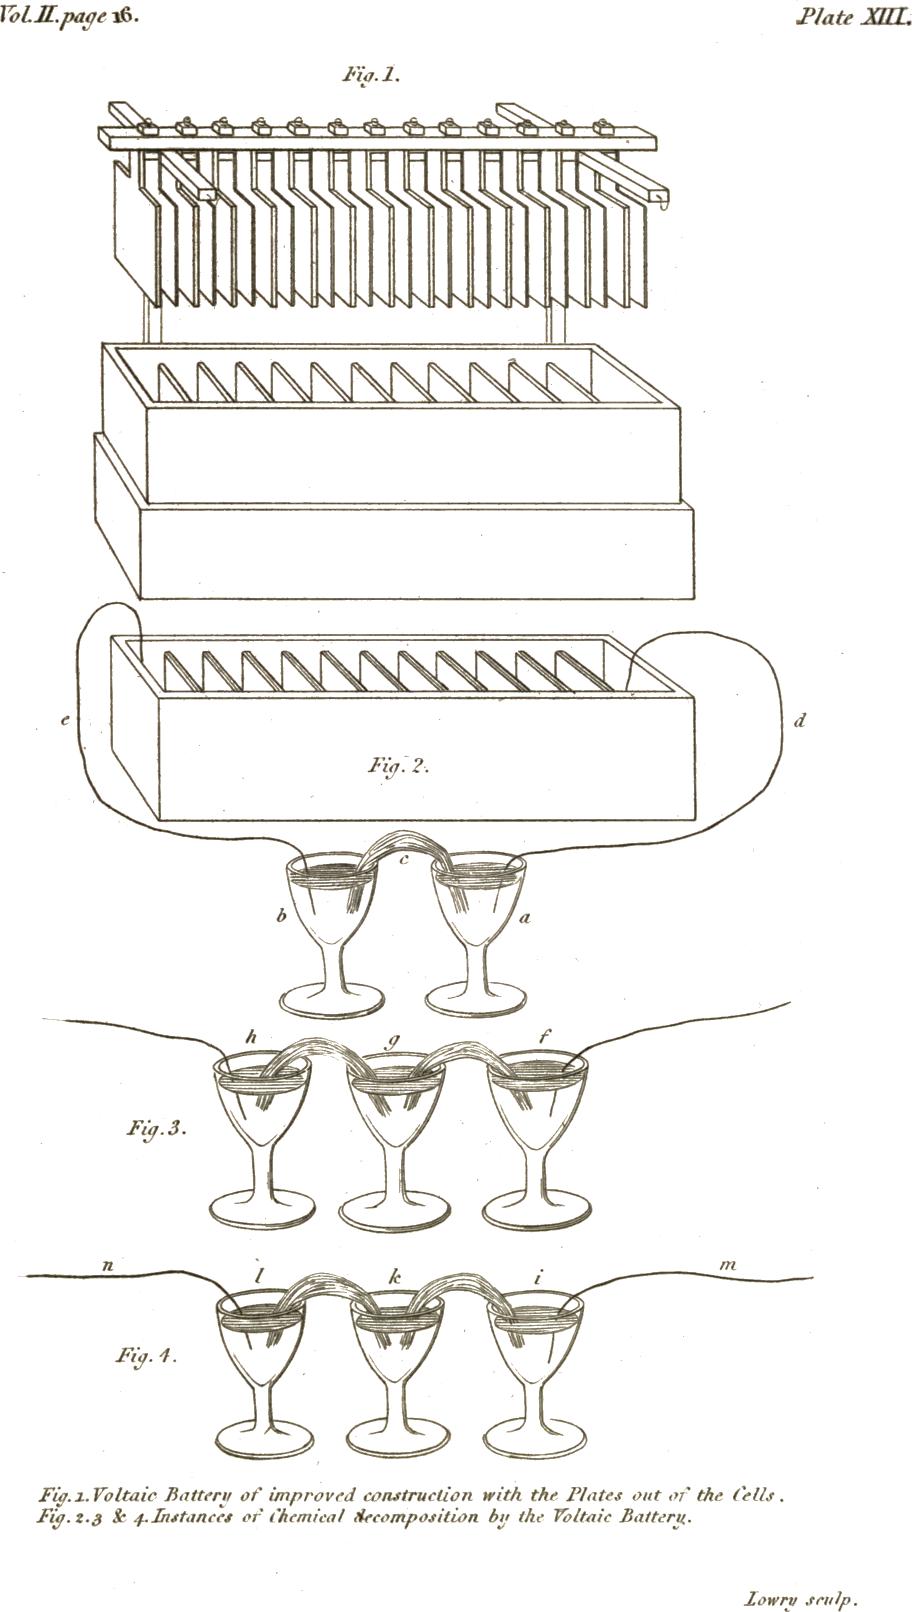 Vol. II. page 16. Plate XIII.
Fig. 1.
e d
Fig. 2.
c
b a
h g f
Fig. 3.
n l k i m
Fig. 4.
Fig. 1. Voltaic Battery of improved construction with the Plates out of the Cells.
Fig. 2. 3 & 4. Instances of Chemical decomposition by the Voltaic Battery.
Lowry sculp.